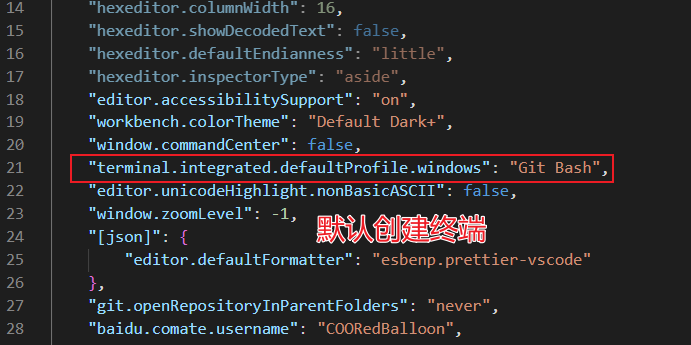 14 "hexeditor.columnWidth": 16,
15 "hexeditor.showDecodedText": false,
16 "hexeditor.defaultEndianness": "little",
17 "hexeditor.inspectorType": "aside",
18 "editor.accessibilitySupport": "on",
19 "workbench.colorTheme": "Default Dark+",
20 "window.commandCenter": false,
21 "terminal.integrated.defaultProfile.windows": "Git Bash",
22 "editor.unicodeHighlight.nonBasicASCII": false,
23 "window.zoomLevel": -1,
默认创建终端
24 "[json]": {
25 "editor.defaultFormatter": "esbenp.prettier-vscode"
26 },
27 "git.openRepositoryInParentFolders": "never",
28 "baidu.comate.username": "COORedBalloon",